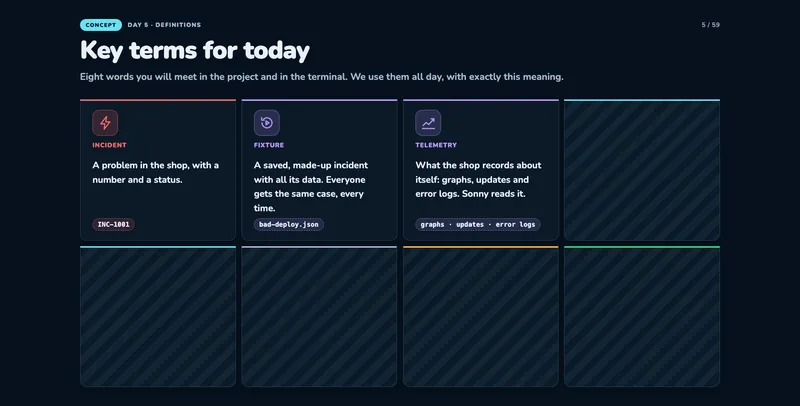 CONCEPT DAY 5 · DEFINITIONS 5 / 59
Key terms for today
Eight words you will meet in the project and in the terminal. We use them all day, with exactly this meaning.
INCIDENT
A problem in the shop, with a
number and a status.
INC-1001
FIXTURE
A saved, made-up incident
with all its data. Everyone
gets the same case, every
time.
bad-deploy.json
TELEMETRY
What the shop records about
itself: graphs, updates and
error logs. Sonny reads it.
graphs · updates · error logs